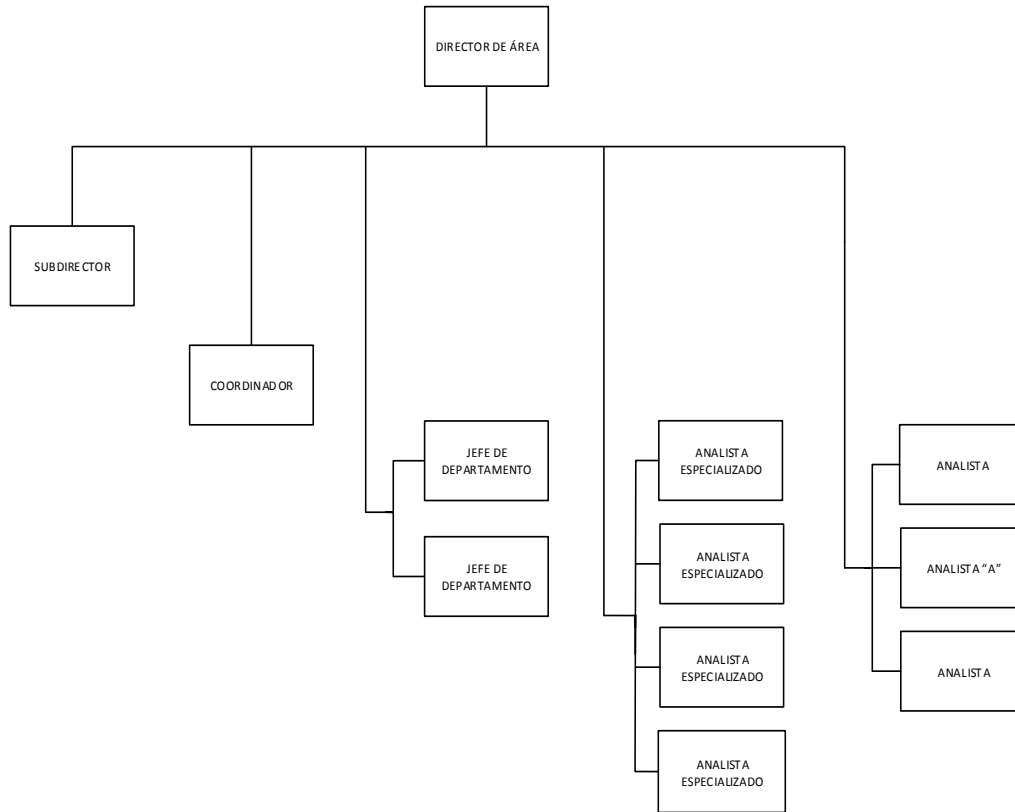 DIRECTOR DE ÁREA
SUBDIRECTOR
COORDINADOR
JEFE DE
DEPARTAMENTO
JEFE DE
DEPARTAMENTO
ANALISTA
ESPECIALIZADO
ANALISTA
ESPECIALIZADO
ANALISTA
ESPECIALIZADO
ANALISTA
ESPECIALIZADO
ANALISTA
ANALISTA “A”
ANALISTA